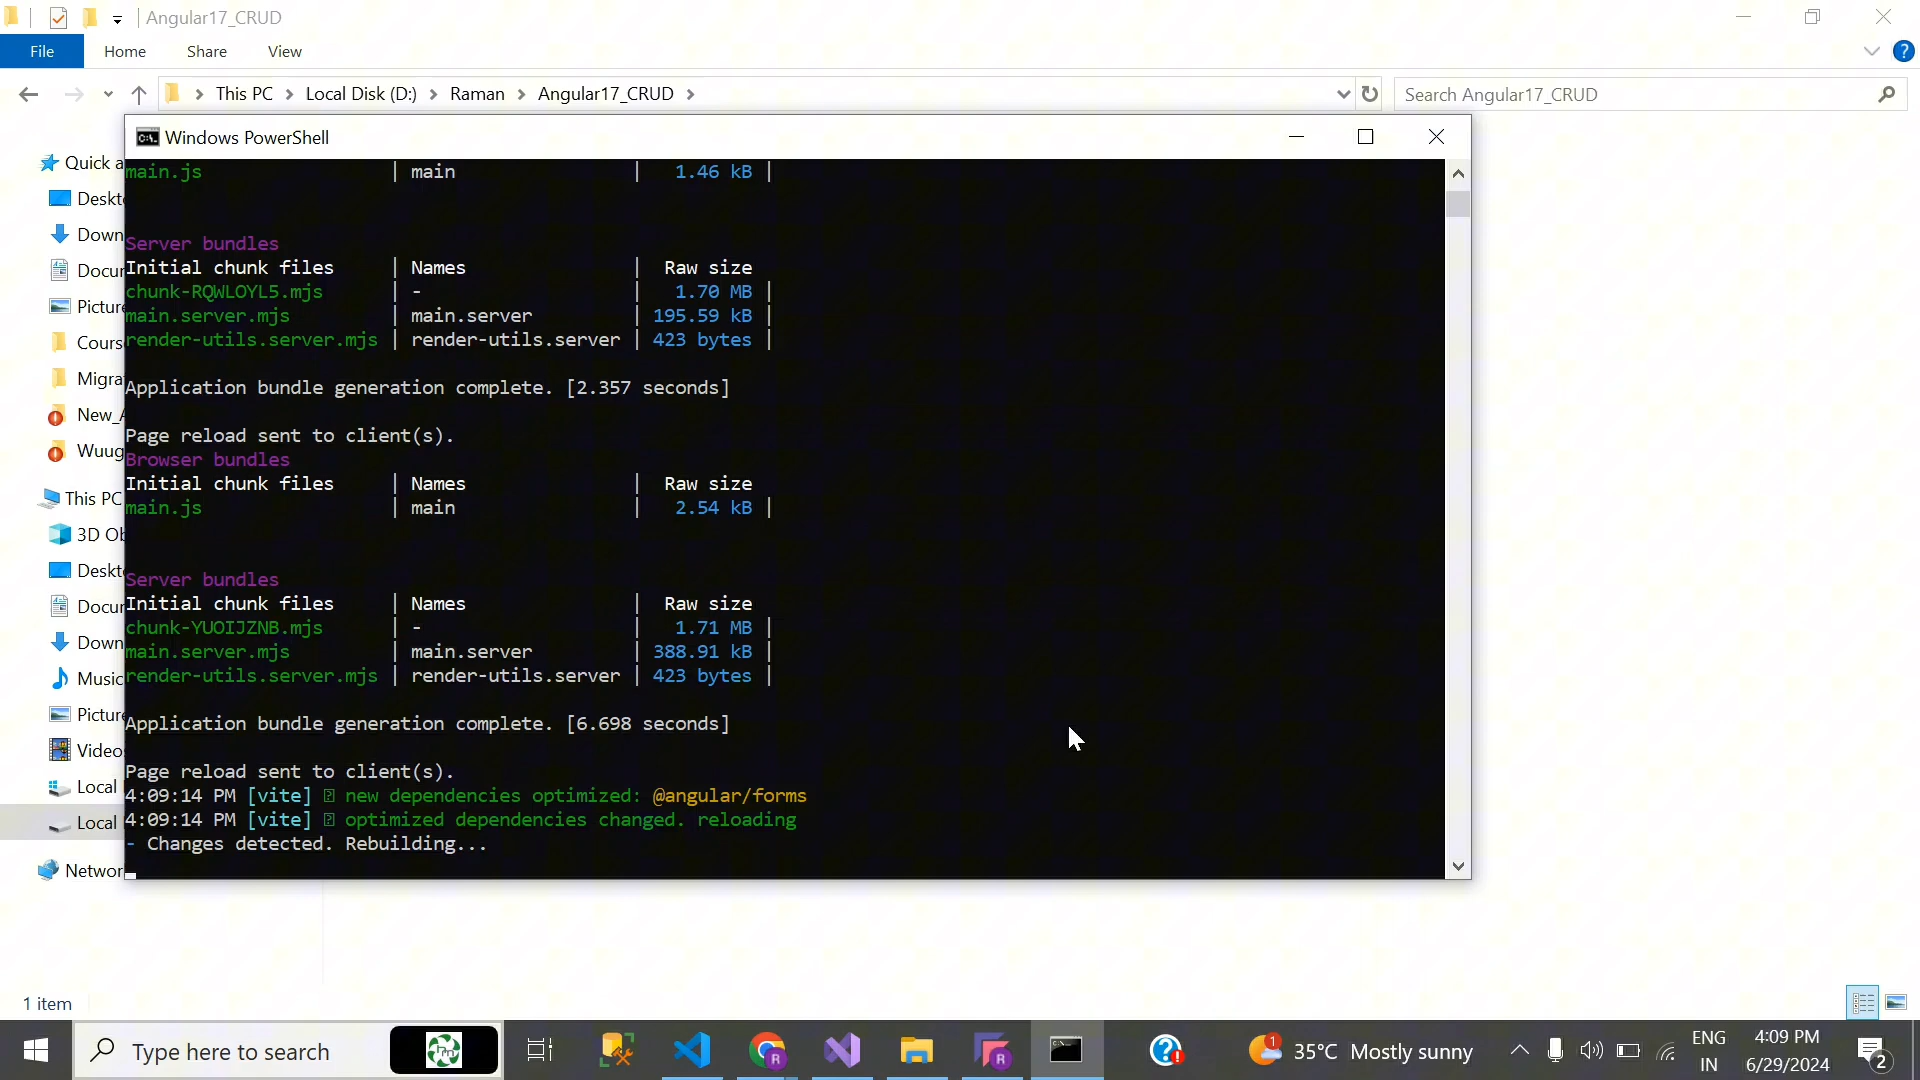 Angular17_CRUD
File Home Share View
This PC Local Disk (D:) Raman Angular17_CRUD
Search Angular17_CRUD
Windows PowerShell
Quick a
Deskt
Down
Docur
Picture
Cours
Migra
New_A
Wuug
This PC
3D Ob
Deskt
Docur
Down
Music
Picture
Videos
Local
Local
Networ
main.js | main | 1.46 kB |
Server bundles
Initial chunk files | Names | Raw size
chunk-RQWLOYL5.mjs | - | 1.70 MB |
main.server.mjs | main.server | 195.59 kB |
render-utils.server.mjs | render-utils.server | 423 bytes |
Application bundle generation complete. [2.357 seconds]
Page reload sent to client(s).
Browser bundles
Initial chunk files | Names | Raw size
main.js | main | 2.54 kB |
Server bundles
Initial chunk files | Names | Raw size
chunk-YUOIJZNB.mjs | - | 1.71 MB |
main.server.mjs | main.server | 388.91 kB |
render-utils.server.mjs | render-utils.server | 423 bytes |
Application bundle generation complete. [6.698 seconds]
Page reload sent to client(s).
4:09:14 PM [vite] new dependencies optimized: @angular/forms
4:09:14 PM [vite] optimized dependencies changed. reloading
- Changes detected. Rebuilding...
1 item
Type here to search
35°C Mostly sunny
ENG
IN
4:09 PM
6/29/2024
2